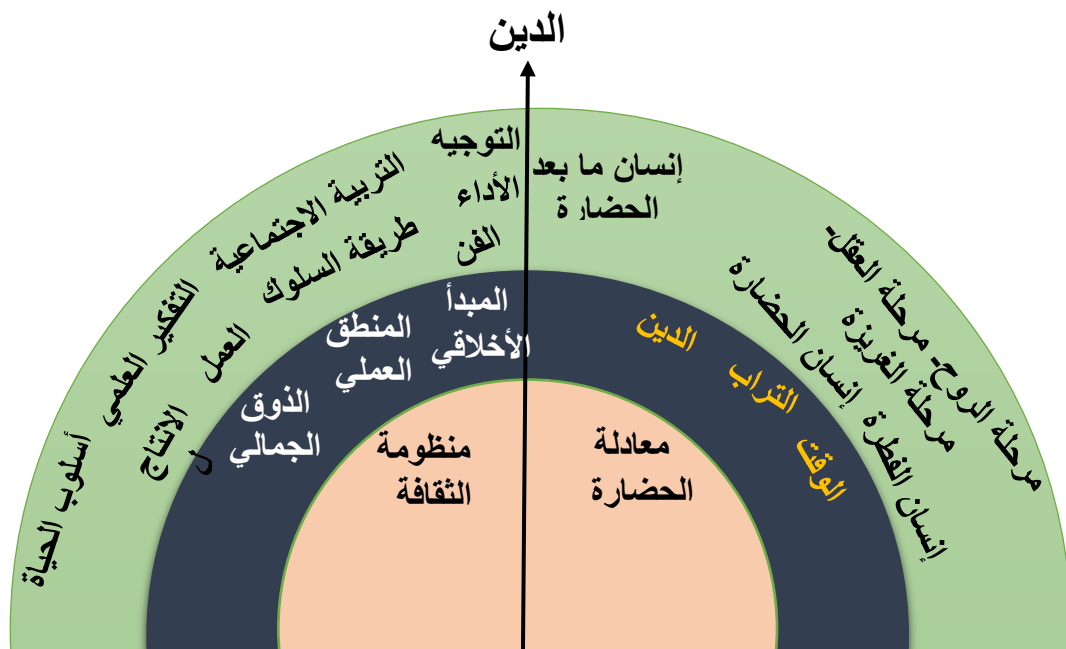 الدين
إنسان ما بعد
الحضارة
مرحلة الروح- مرحلة العقل-
مرحلة الغريزة
إنسان الفطرة إنسان الحضارة
التوجيه
الأداء
الفن
التربية الاجتماعية
طريقة السلوك
التفكير العلمي
العمل
أسلوب الحياة
الانتاج
ل
الدين
التراب
الوقت
المبدأ
الأخلاقي
المنطق
العملي
الذوق
الجمالي
معادلة
الحضارة
منظومة
الثقافة